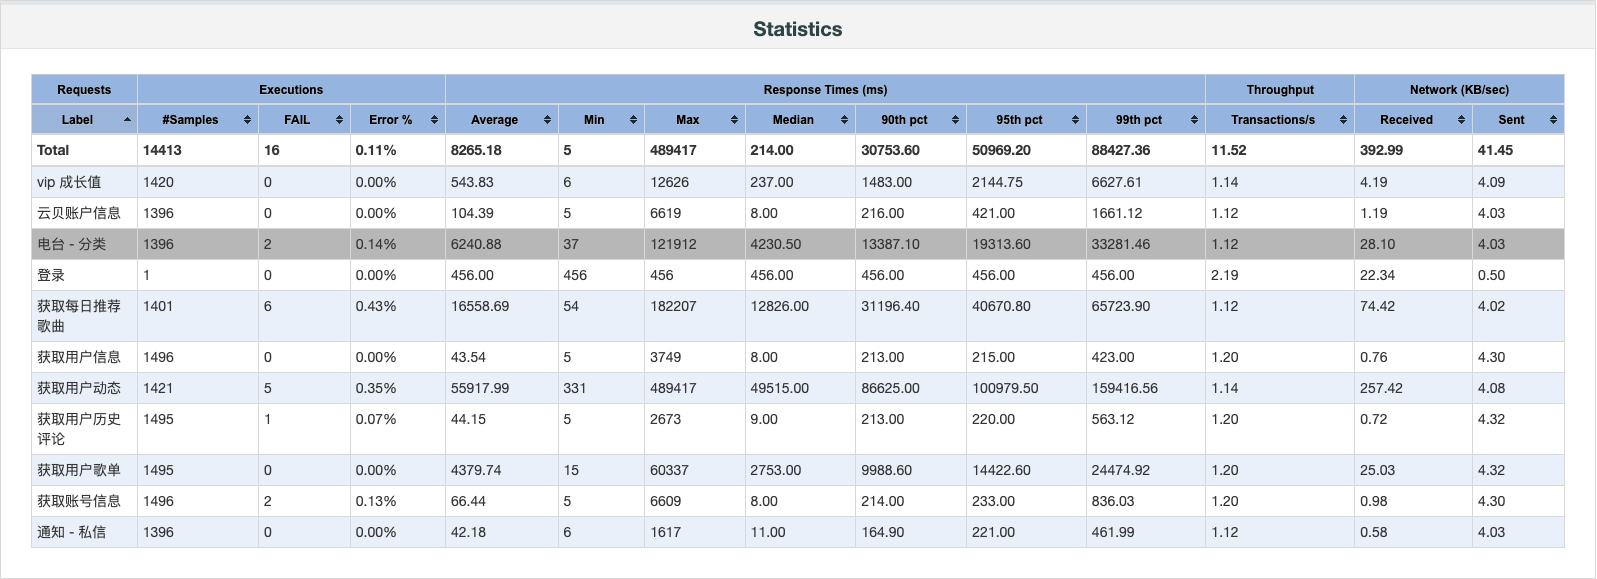 Statistics
Requests Executions Response Times (ms) Throughput Network (KB/sec)
Label #Samples FAIL Error % Average Min Max Median 90th pct 95th pct 99th pct Transactions/s Received Sent
Total 14413 16 0.11% 8265.18 5 489417 214.00 30753.60 50969.20 88427.36 11.52 392.99 41.45
vip 成长值 1420 0 0.00% 543.83 6 12626 237.00 1483.00 2144.75 6627.61 1.14 4.19 4.09
云贝账户信息 1396 0 0.00% 104.39 5 6619 8.00 216.00 421.00 1661.12 1.12 1.19 4.03
电台 - 分类 1396 2 0.14% 6240.88 37 121912 4230.50 13387.10 19313.60 33281.46 1.12 28.10 4.03
登录 1 0 0.00% 456.00 456 456 456.00 456.00 456.00 456.00 2.19 22.34 0.50
获取每日推荐 1401 6 0.43% 16558.69 54 182207 12826.00 31196.40 40670.80 65723.90 1.12 74.42 4.02
歌曲
获取用户信息 1496 0 0.00% 43.54 5 3749 8.00 213.00 215.00 423.00 1.20 0.76 4.30
获取用户动态 1421 5 0.35% 55917.99 331 489417 49515.00 86625.00 100979.50 159416.56 1.14 257.42 4.08
获取用户历史 1495 1 0.07% 44.15 5 2673 9.00 213.00 220.00 563.12 1.20 0.72 4.32
评论
获取用户歌单 1495 0 0.00% 4379.74 15 60337 2753.00 9988.60 14422.60 24474.92 1.20 25.03 4.32
获取账号信息 1496 2 0.13% 66.44 5 6609 8.00 214.00 233.00 836.03 1.20 0.98 4.30
通知 - 私信 1396 0 0.00% 42.18 6 1617 11.00 164.90 221.00 461.99 1.12 0.58 4.03